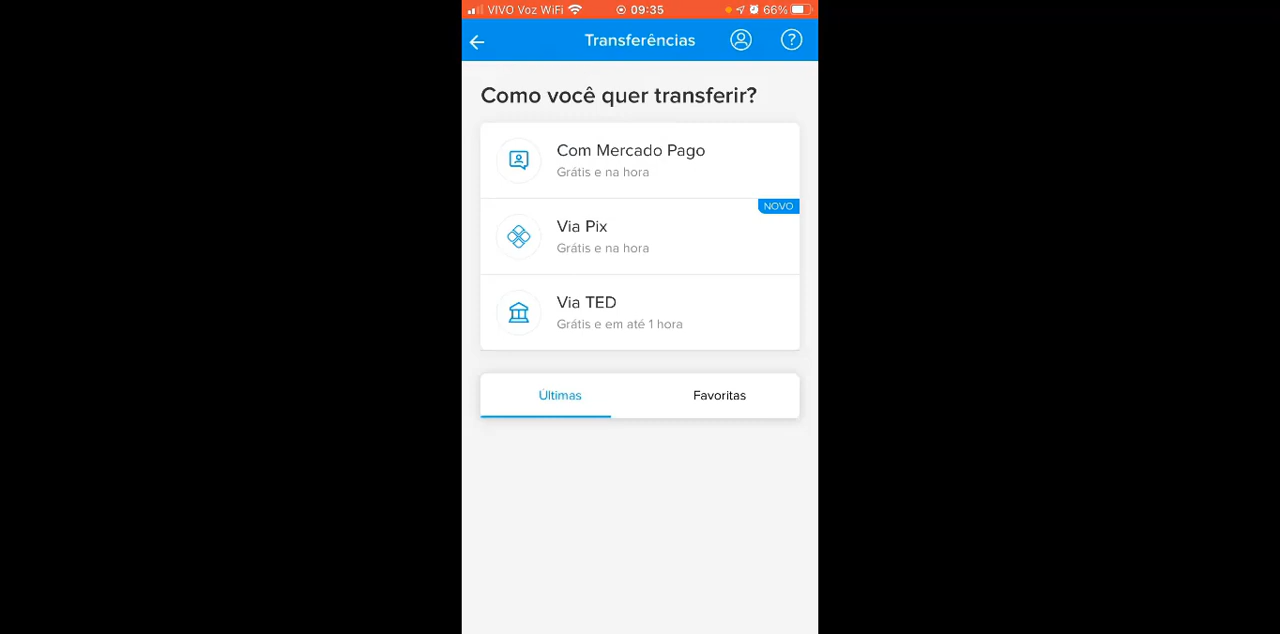 VIVO Voz WiFi 09:35 66%
Transferências
Como você quer transferir?
Com Mercado Pago
Grátis e na hora
NOVO
Via Pix
Grátis e na hora
Via TED
Grátis e em até 1 hora
Últimas Favoritas